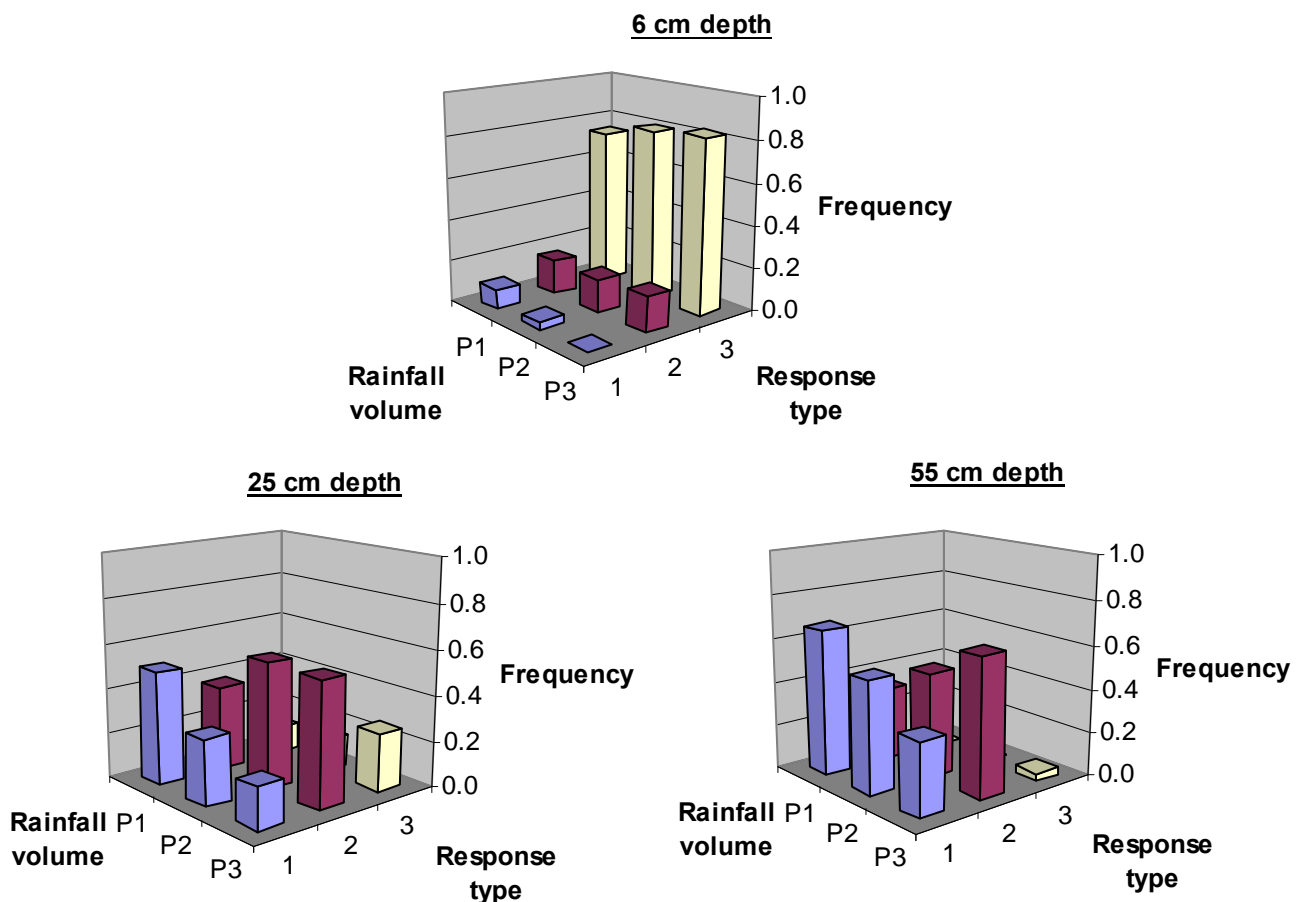 6 cm depth
1.0
0.8
0.6
0.4
0.2
0.0
Frequency
P1
P2
P3
Rainfall
volume
1
2
3
Response
type
25 cm depth
1.0
0.8
0.6
0.4
0.2
0.0
Frequency
P1
P2
P3
Rainfall
volume
1
2
3
Response
type
55 cm depth
1.0
0.8
0.6
0.4
0.2
0.0
Frequency
P1
P2
P3
Rainfall
volume
1
2
3
Response
type